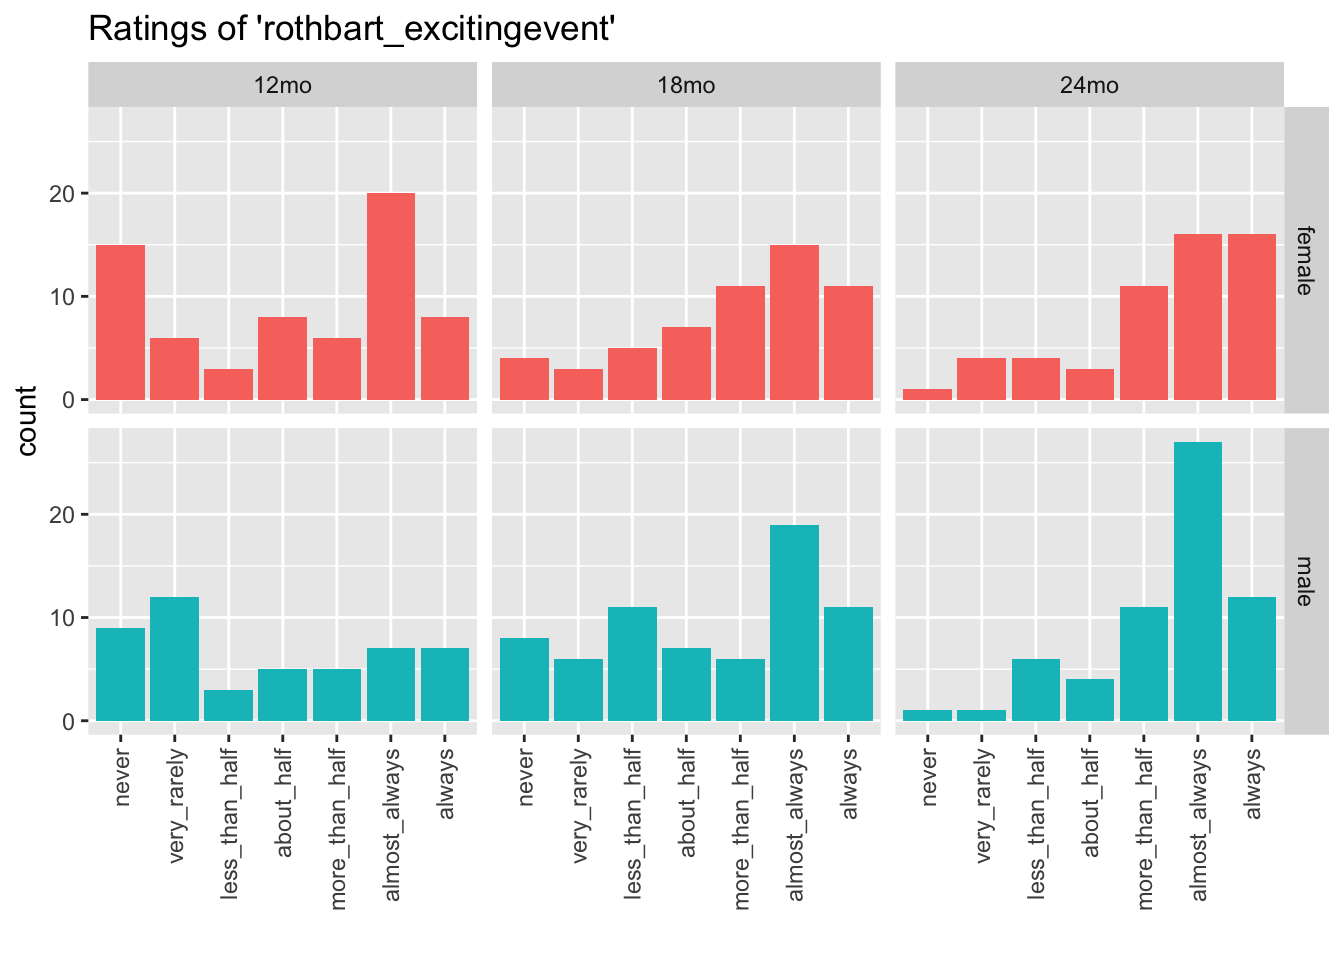 Ratings of 'rothbart_excitingevent'
12mo 18mo 24mo
20
10
0
female
count
20
10
0
male
never very_rarely less_than_half about_half more_than_half almost_always always never very_rarely less_than_half about_half more_than_half almost_always always never very_rarely less_than_half about_half more_than_half almost_always always